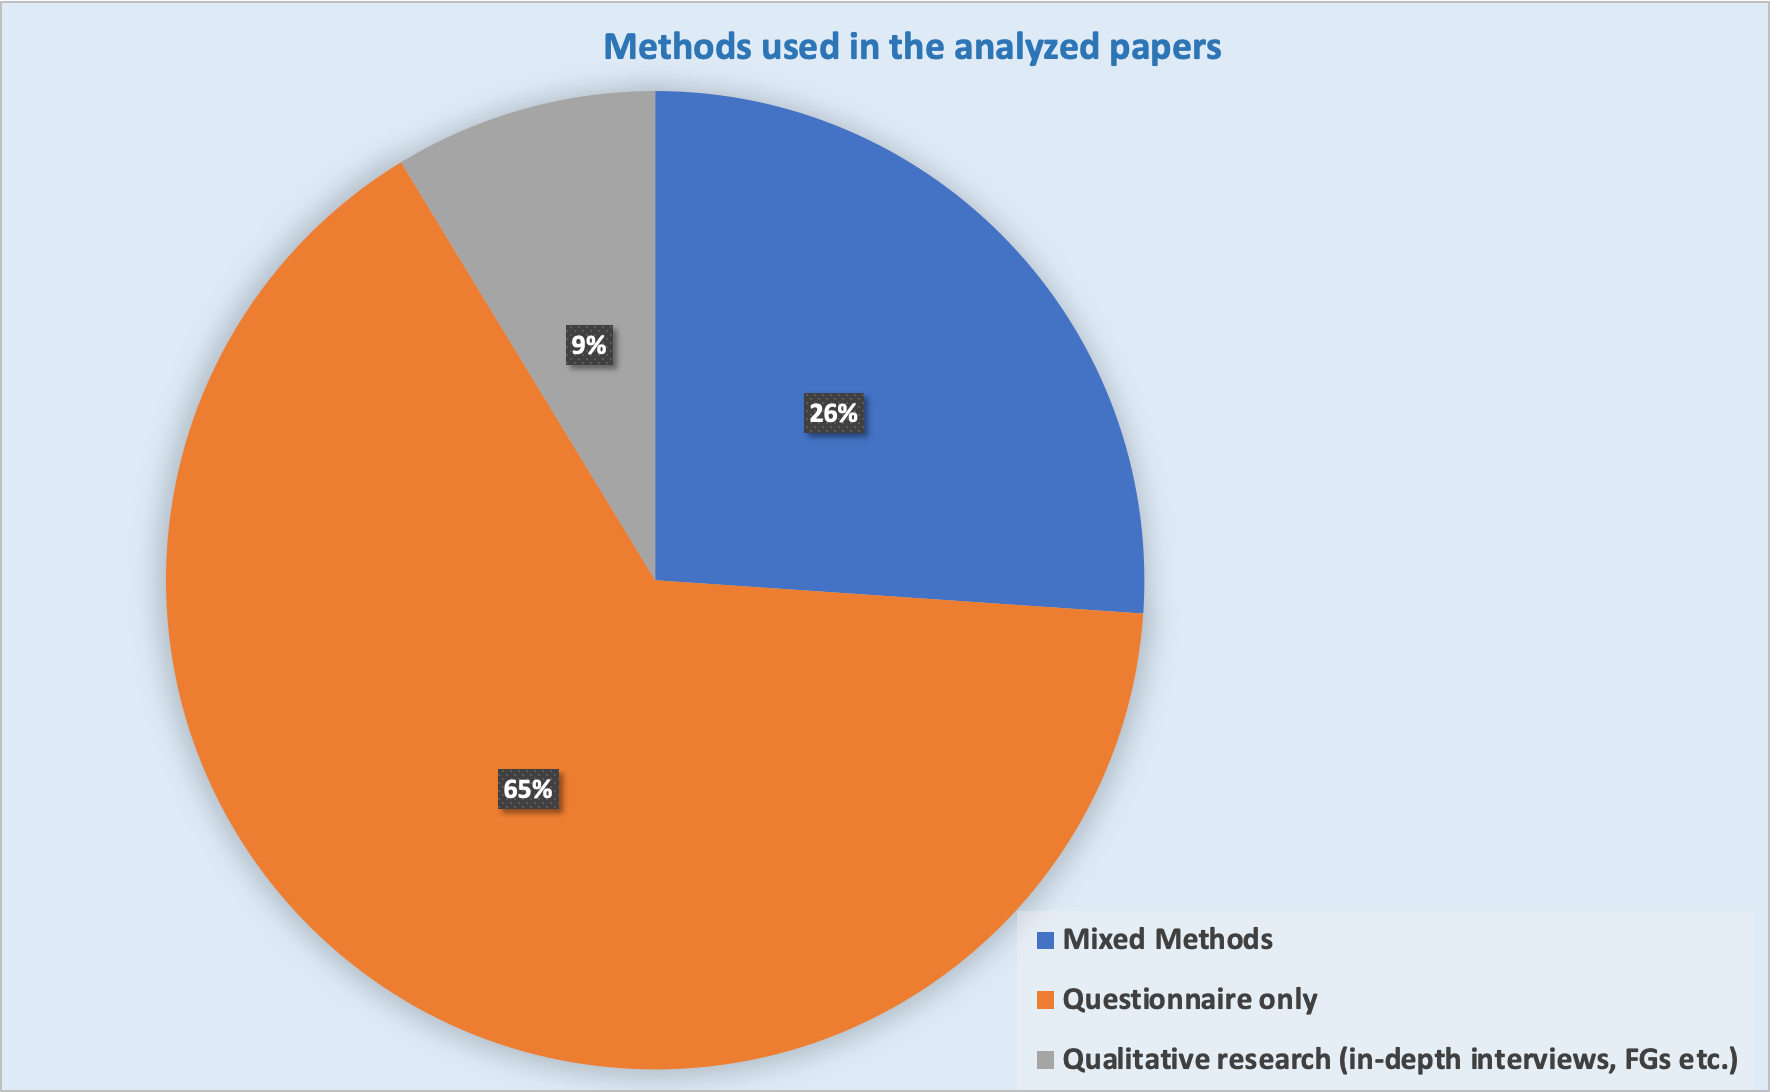 Methods used in the analyzed papers
9%
26%
65%
Mixed Methods
Questionnaire only
Qualitative research (in-depth interviews, FGs etc.)